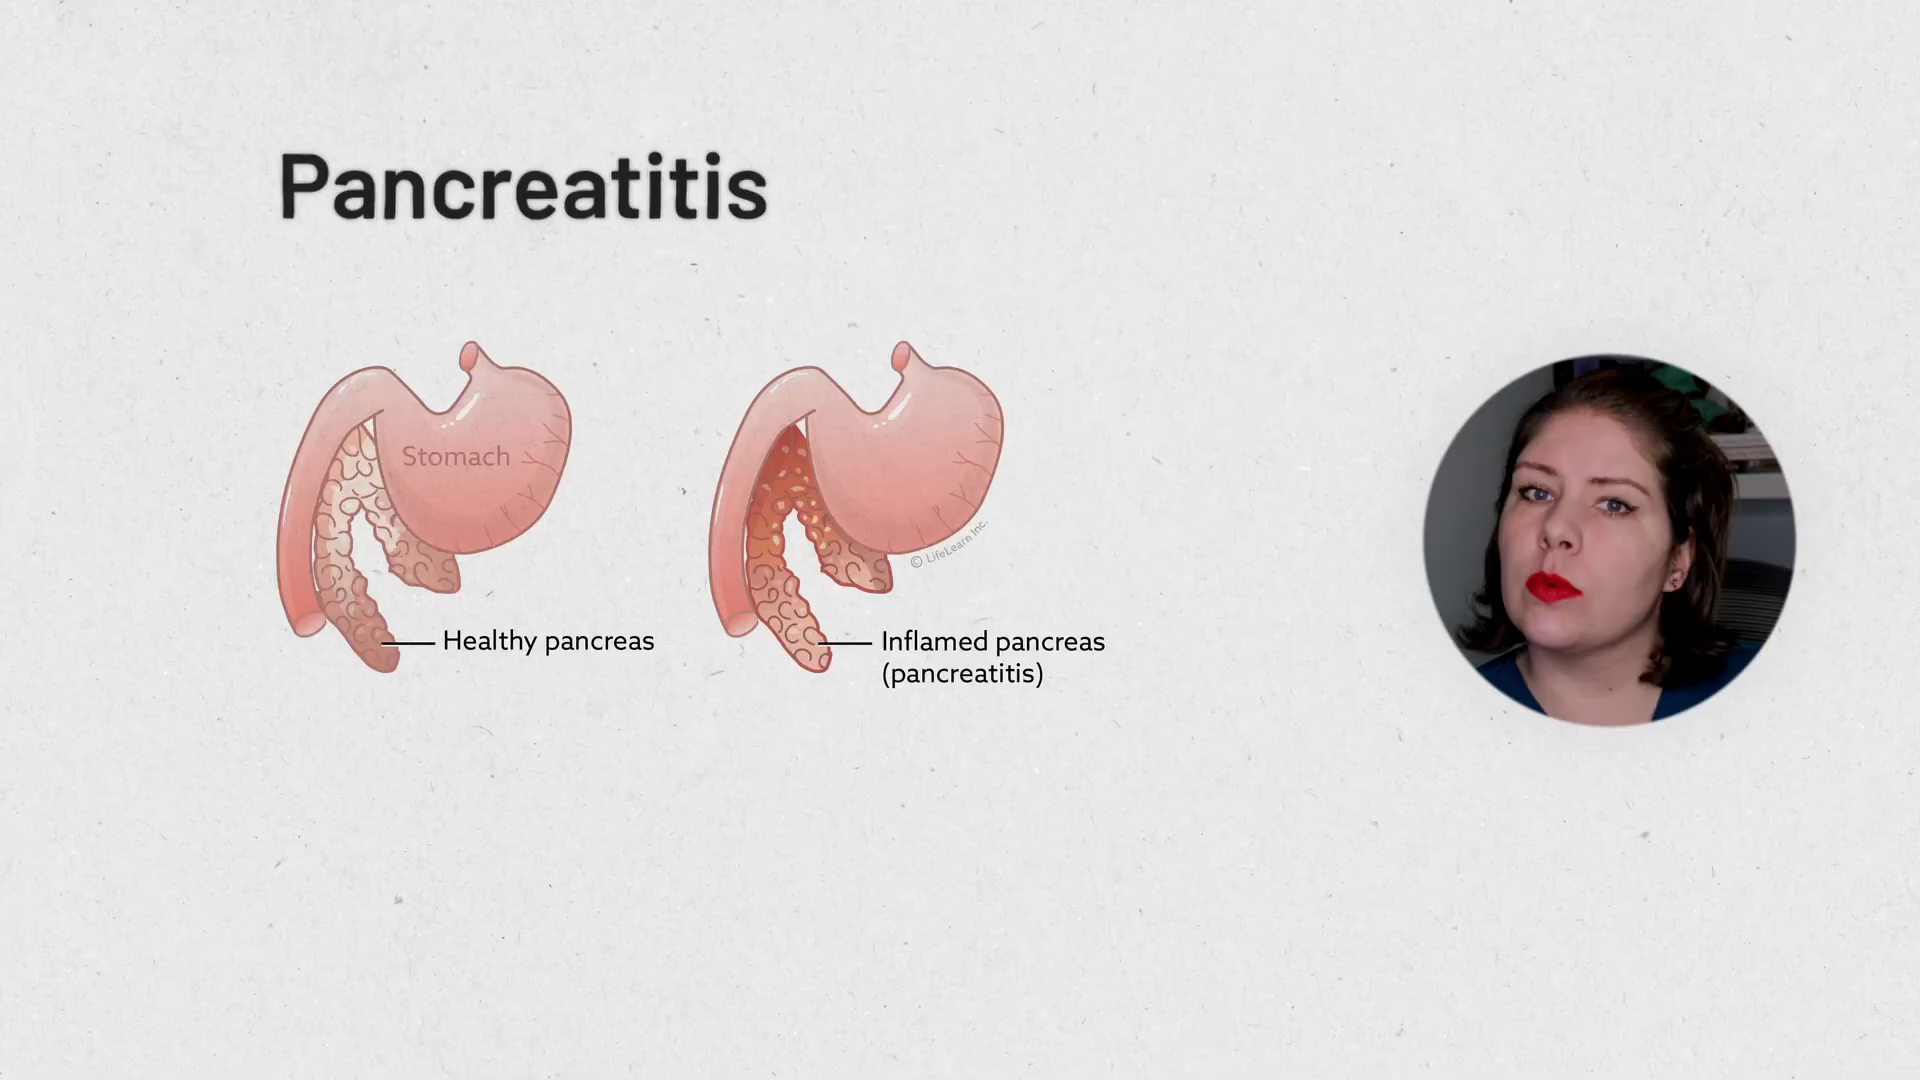 Pancreatitis
Stomach
© LifeLearn Inc.
Healthy pancreas
Inflamed pancreas
(pancreatitis)